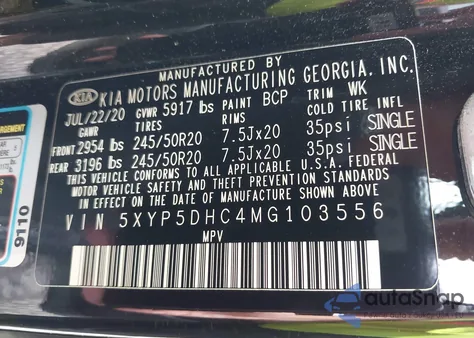 MANUFACTURED BY
KIA KIA MOTORS MANUFACTURING GEORGIA, INC.
JUL/22/20 GVWR 5917 lbs PAINT BCP TRIM WK
GAWR TIRES RIMS COLD TIRE INFL
FRONT 2954 lbs 245/50R20 7.5Jx20 35psi SINGLE
REAR 3196 lbs 245/50R20 7.5Jx20 35psi SINGLE
THIS VEHICLE CONFORMS TO ALL APPLICABLE U.S.A. FEDERAL
MOTOR VEHICLE SAFETY AND THEFT PREVENTION STANDARDS
IN EFFECT ON THE DATE OF MANUFACTURE SHOWN ABOVE
VIN 5XYP5DHC4MG103556
MPV
9110
autoSnap